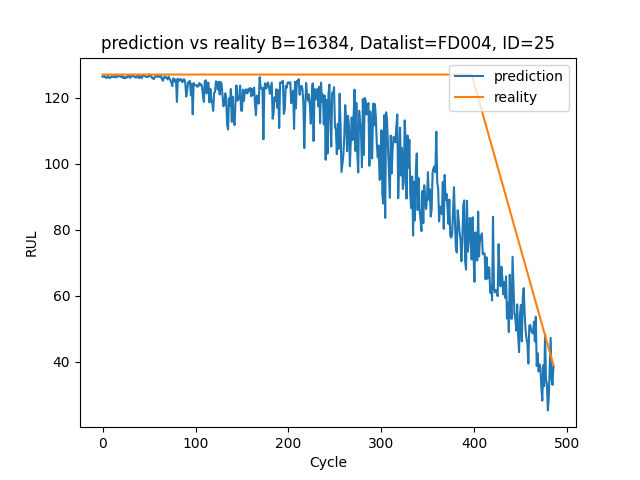 prediction vs reality B=16384, Datalist=FD004, ID=25
prediction
reality
120
100
80
60
40
RUL
0 100 200 300 400 500
Cycle